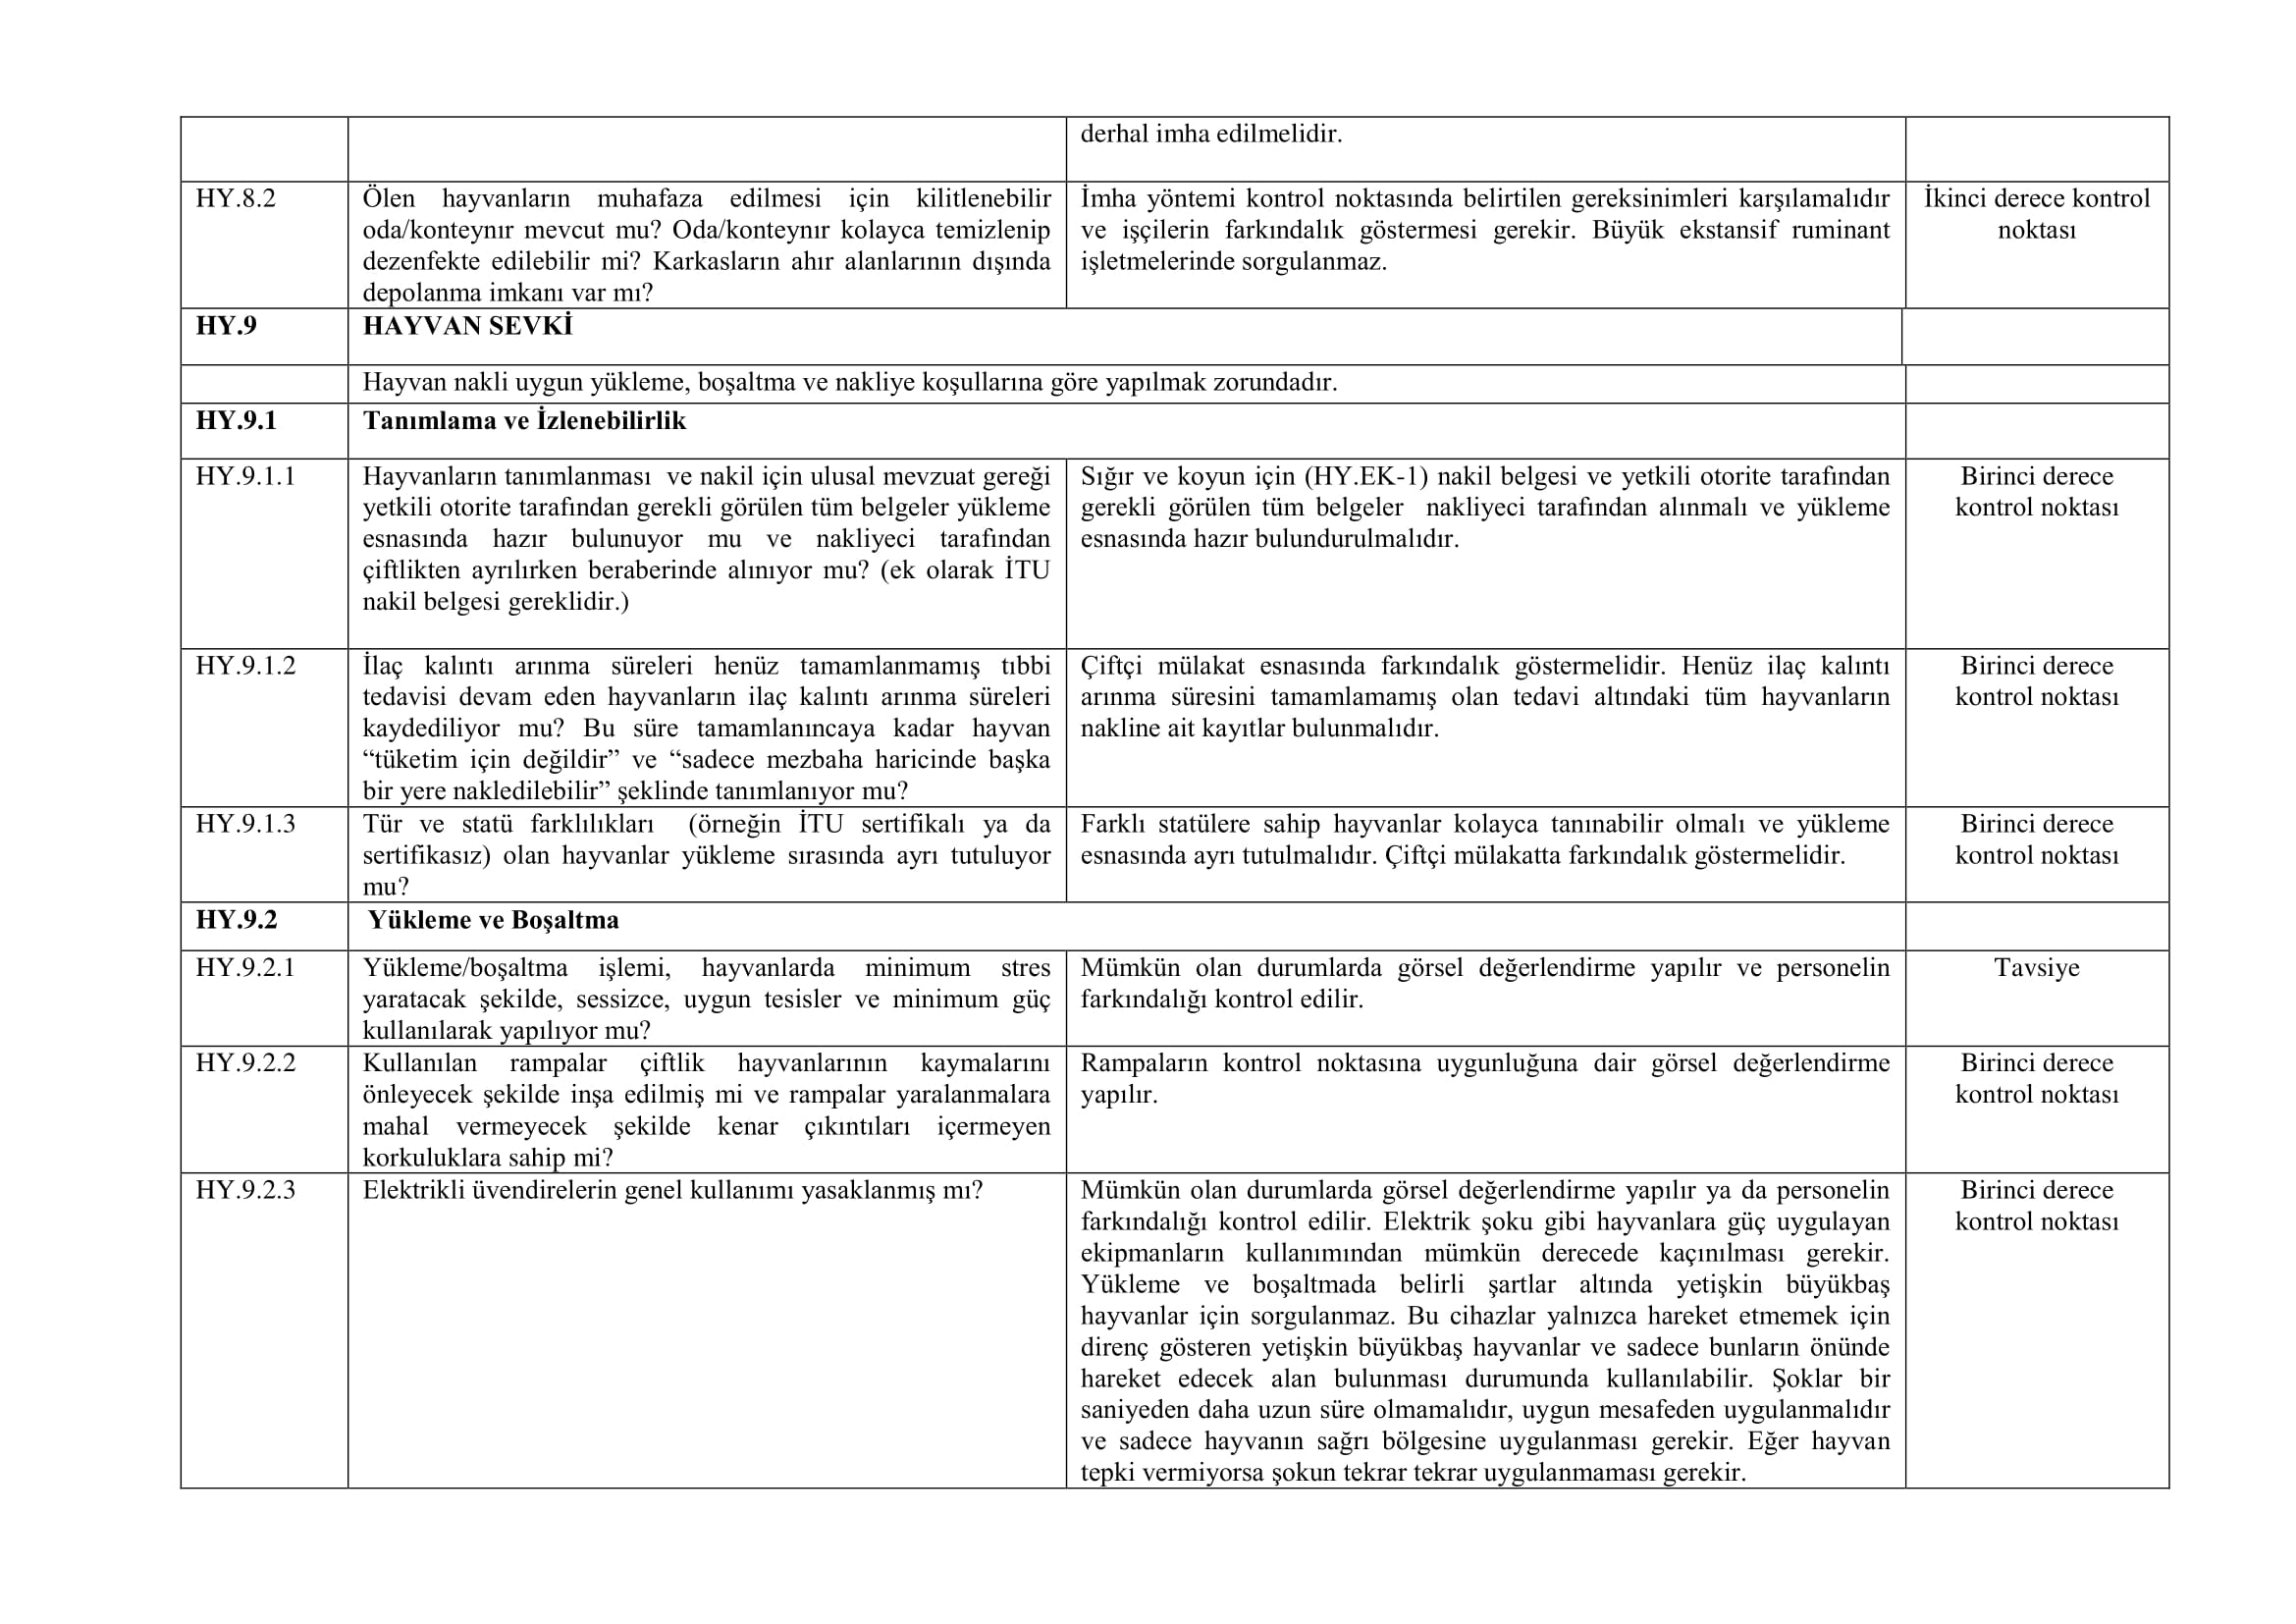 derhal imha edilmelidir.
HY.8.2
Ölen hayvanların muhafaza edilmesi için kilitlenebilir
oda/konteynır mevcut mu? Oda/konteynır kolayca temizlenip
dezenfekte edilebilir mi? Karkasların ahır alanlarının dışında
depolanma imkanı var mı?
İmha yöntemi kontrol noktasında belirtilen gereksinimleri karşılamalıdır
ve işçilerin farkındalık göstermesi gerekir. Büyük ekstansif ruminant
işletmelerinde sorgulanmaz.
İkinci derece kontrol
noktası
HY.9
HAYVAN SEVKİ
Hayvan nakli uygun yükleme, boşaltma ve nakliye koşullarına göre yapılmak zorundadır.
HY.9.1
Tanımlama ve İzlenebilirlik
HY.9.1.1
Hayvanların tanımlanması ve nakil için ulusal mevzuat gereği
yetkili otorite tarafından gerekli görülen tüm belgeler yükleme
esnasında hazır bulunuyor mu ve nakliyeci tarafından
çiftlikten ayrılırken beraberinde alınıyor mu? (ek olarak İTU
nakil belgesi gereklidir.)
Sığır ve koyun için (HY.EK-1) nakil belgesi ve yetkili otorite tarafından
gerekli görülen tüm belgeler nakliyeci tarafından alınmalı ve yükleme
esnasında hazır bulundurulmalıdır.
Birinci derece
kontrol noktası
HY.9.1.2
İlaç kalıntı arınma süreleri henüz tamamlanmamış tıbbi
tedavisi devam eden hayvanların ilaç kalıntı arınma süreleri
kaydediliyor mu? Bu süre tamamlanıncaya kadar hayvan
“tüketim için değildir” ve “sadece mezbaha haricinde başka
bir yere nakledilebilir” şeklinde tanımlanıyor mu?
Çiftçi mülakat esnasında farkındalık göstermelidir. Henüz ilaç kalıntı
arınma süresini tamamlamamış olan tedavi altındaki tüm hayvanların
nakline ait kayıtlar bulunmalıdır.
Birinci derece
kontrol noktası
HY.9.1.3
Tür ve statü farklılıkları (örneğin İTU sertifikalı ya da
sertifikasız) olan hayvanlar yükleme sırasında ayrı tutuluyor
mu?
Farklı statülere sahip hayvanlar kolayca tanınabilir olmalı ve yükleme
esnasında ayrı tutulmalıdır. Çiftçi mülakatta farkındalık göstermelidir.
Birinci derece
kontrol noktası
HY.9.2
Yükleme ve Boşaltma
HY.9.2.1
Yükleme/boşaltma işlemi, hayvanlarda minimum stres
yaratacak şekilde, sessizce, uygun tesisler ve minimum güç
kullanılarak yapılıyor mu?
Mümkün olan durumlarda görsel değerlendirme yapılır ve personelin
farkındalığı kontrol edilir.
Tavsiye
HY.9.2.2
Kullanılan rampalar çiftlik hayvanlarının kaymalarını
önleyecek şekilde inşa edilmiş mi ve rampalar yaralanmalara
mahal vermeyecek şekilde kenar çıkıntıları içermeyen
korkuluklara sahip mi?
Rampaların kontrol noktasına uygunluğuna dair görsel değerlendirme
yapılır.
Birinci derece
kontrol noktası
HY.9.2.3
Elektrikli üvendirelerin genel kullanımı yasaklanmış mı?
Mümkün olan durumlarda görsel değerlendirme yapılır ya da personelin
farkındalığı kontrol edilir. Elektrik şoku gibi hayvanlara güç uygulayan
ekipmanların kullanımından mümkün derecede kaçınılması gerekir.
Yükleme ve boşaltmada belirli şartlar altında yetişkin büyükbaş
hayvanlar için sorgulanmaz. Bu cihazlar yalnızca hareket etmemek için
direnç gösteren yetişkin büyükbaş hayvanlar ve sadece bunların önünde
hareket edecek alan bulunması durumunda kullanılabilir. Şoklar bir
saniyeden daha uzun süre olmamalıdır, uygun mesafeden uygulanmalıdır
ve sadece hayvanın sağrı bölgesine uygulanması gerekir. Eğer hayvan
tepki vermiyorsa şokun tekrar tekrar uygulanmaması gerekir.
Birinci derece
kontrol noktası